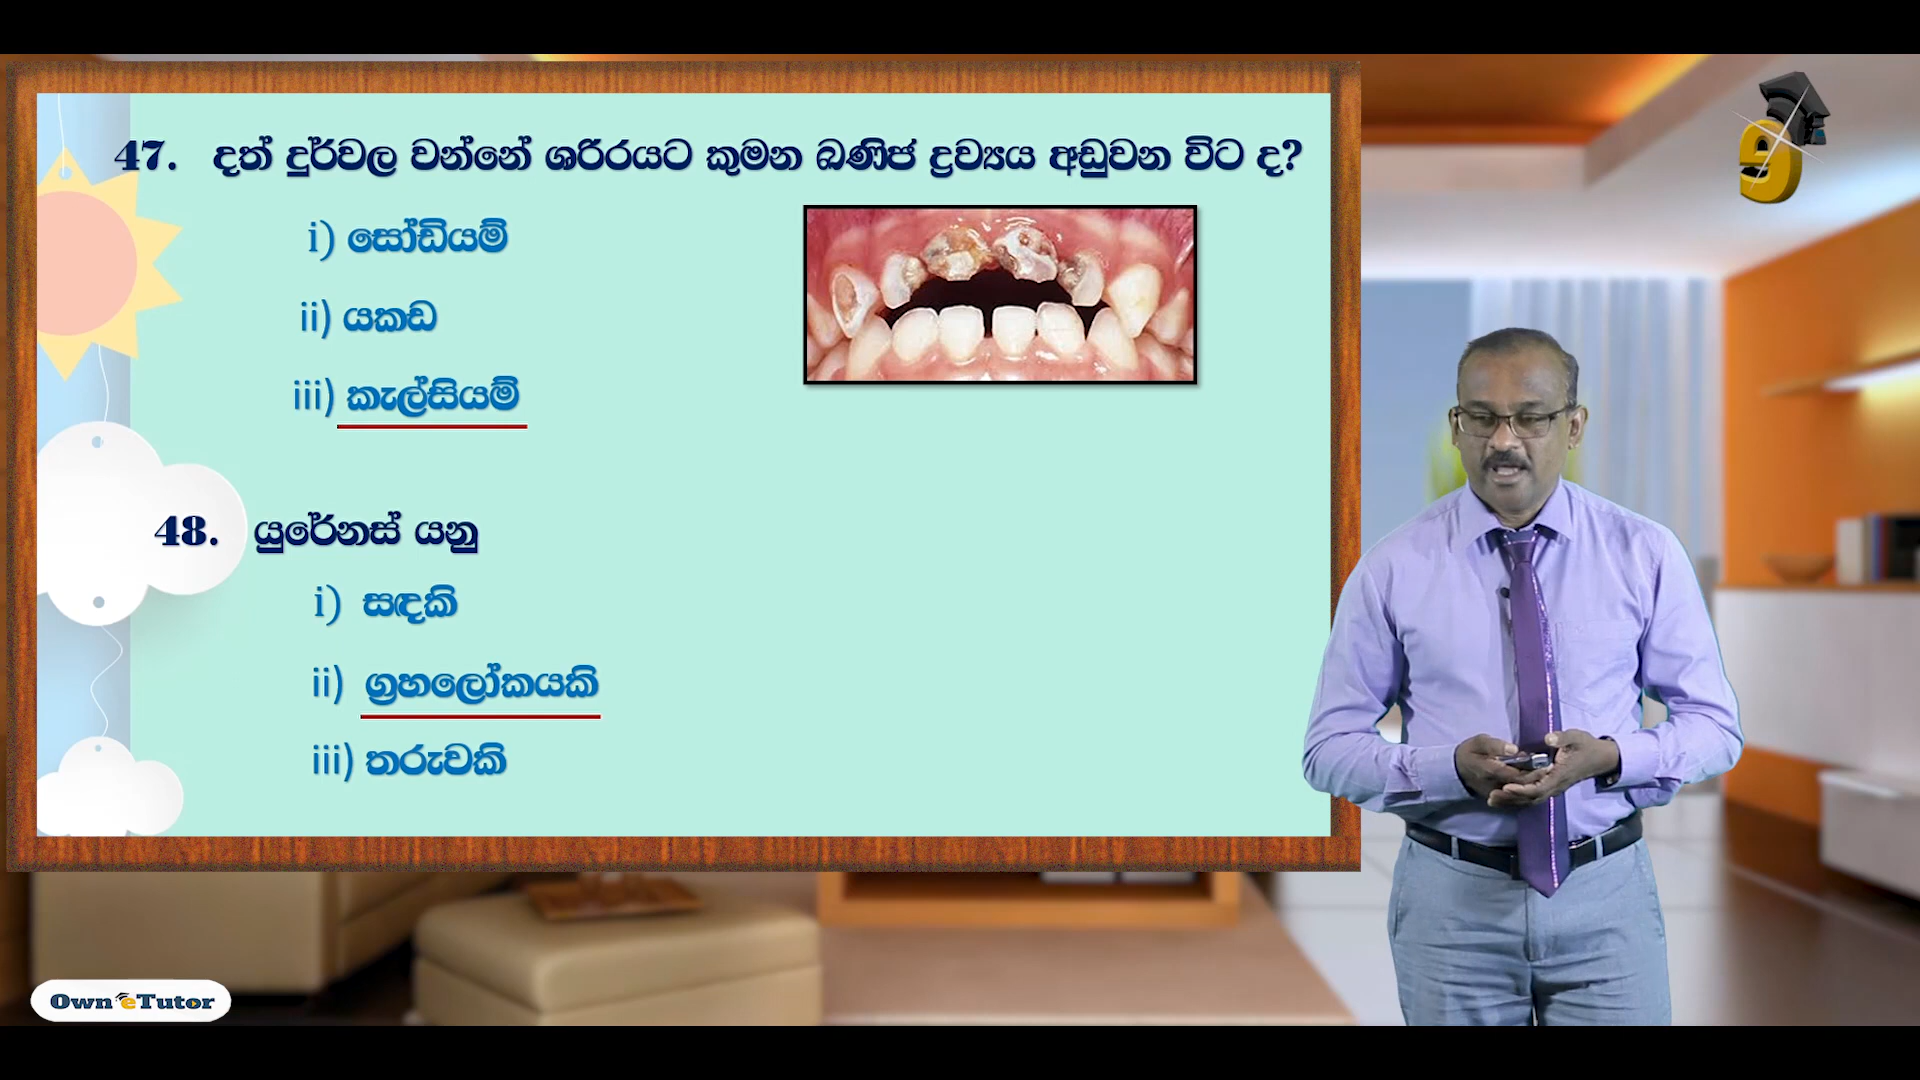 47. දත් දුර්වල වන්නේ ශරීරයට කුමන ඛණිජ ද්‍රව්‍යය අඩුවන විට ද?
i) සෝඩියම්
ii) යකඩ
iii) කැල්සියම්
48. යුරේනස් යනු
i) සඳකි
ii) ග්‍රහලෝකයකි
iii) තරුවකි
Own eTutor